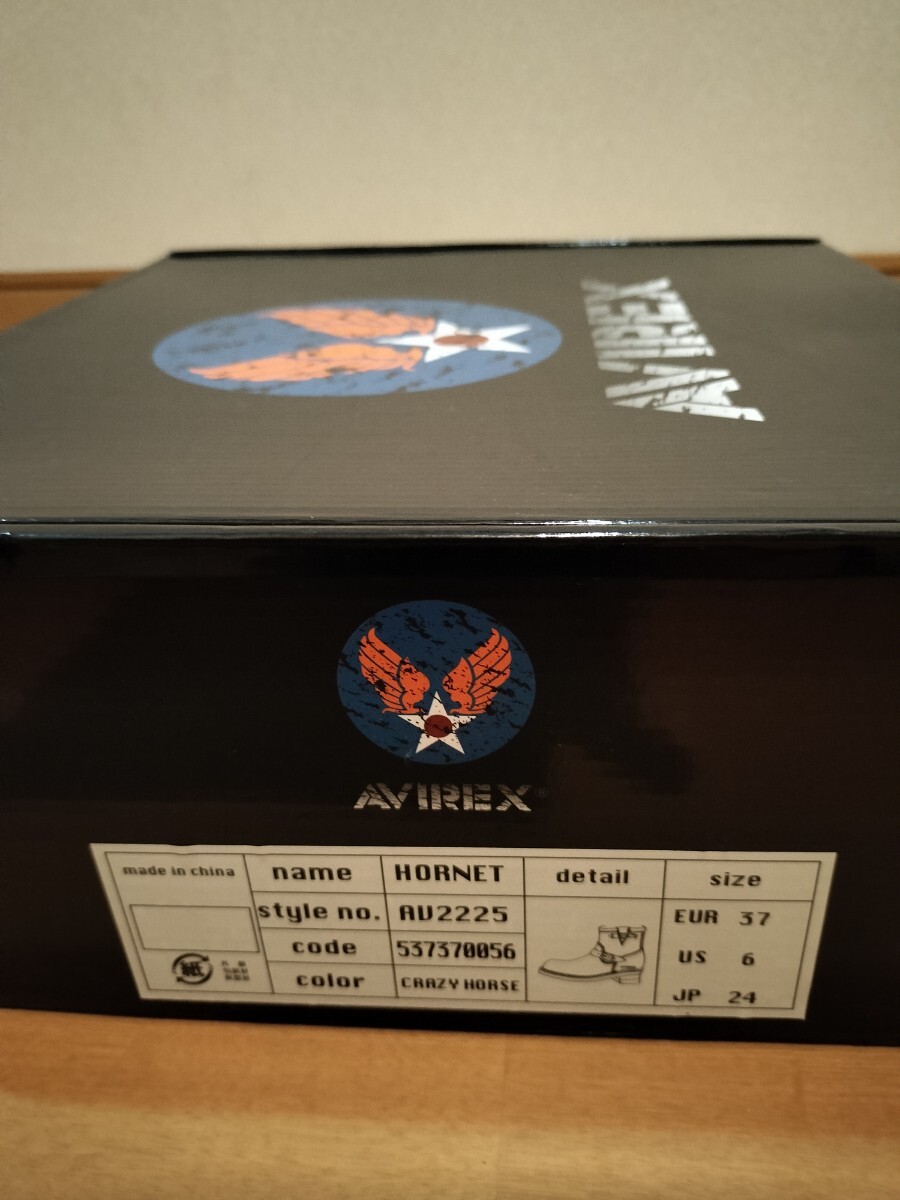 AVIREX
AVIREX®
made in china
紙
name HORNET
style no. AV2225
code 537370056
color CRAZY HORSE
detail
size
EUR 37
US 6
JP 24